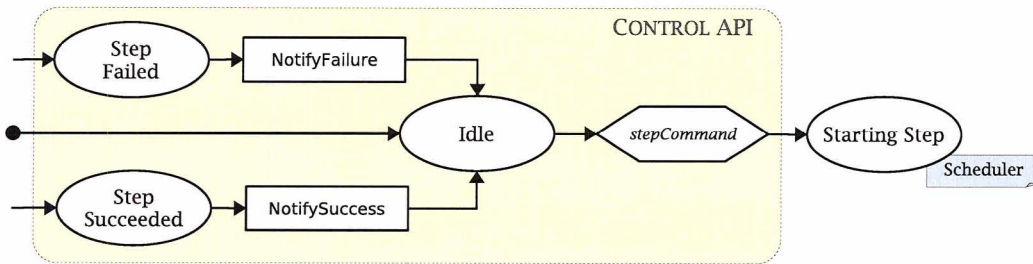 CONTROL API
Step
Failed
NotifyFailure
Idle
stepCommand
Starting Step
Scheduler
Step
Succeeded
NotifySuccess